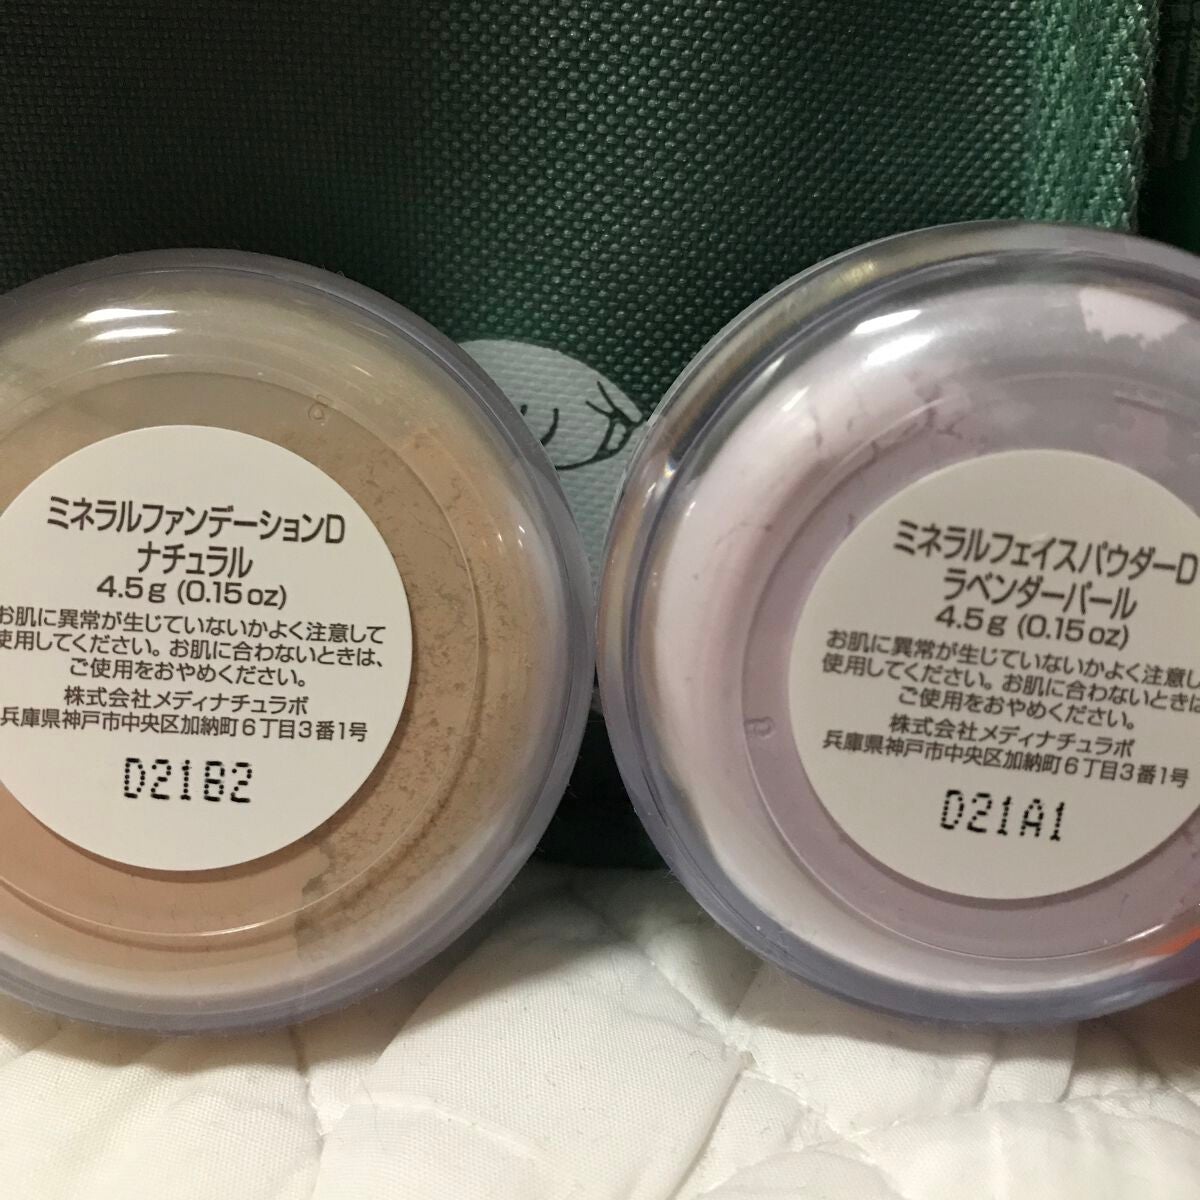 ミネラルファンデーションD
ナチュラル
4.5g (0.15oz)
お肌に異常が生じていないかよく注意して
使用してください。お肌に合わないときは、
ご使用をおやめください。
株式会社メディナチュラボ
兵庫県神戸市中央区加納町6丁目3番1号
D21B2
ミネラルフェイスパウダーD
ラベンダーパール
4.5g (0.15oz)
お肌に異常が生じていないかよく注意し
使用してください。お肌に合わないときは
ご使用をおやめください。
株式会社メディナチュラボ
兵庫県神戸市中央区加納町6丁目3番1号
D21A1